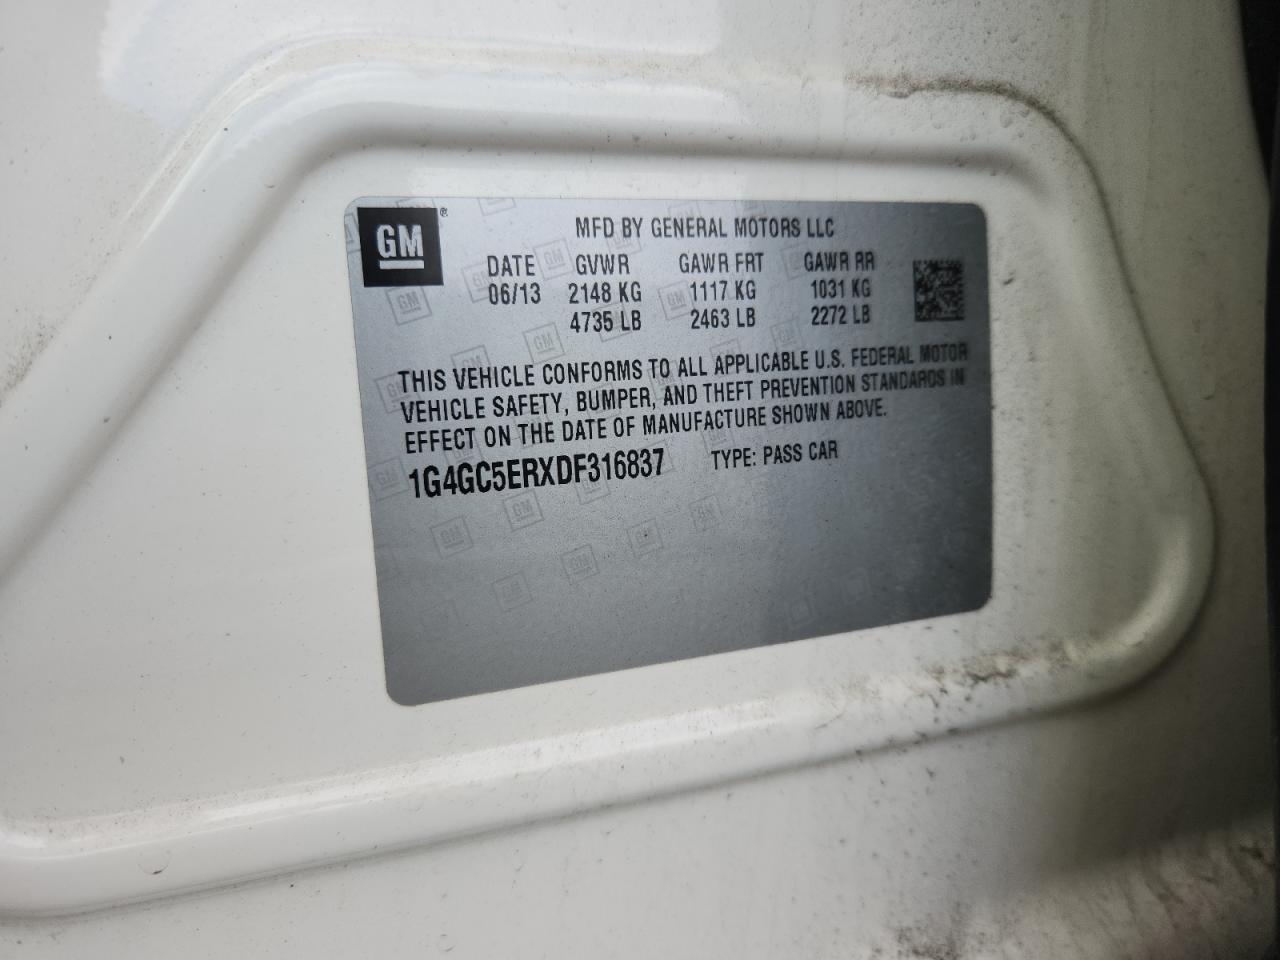 GM ®
MFD BY GENERAL MOTORS LLC
DATE GVWR GAWR FRT GAWR RR
06/13 2148 KG 1117 KG 1031 KG
4735 LB 2463 LB 2272 LB
THIS VEHICLE CONFORMS TO ALL APPLICABLE U.S. FEDERAL MOTOR
VEHICLE SAFETY, BUMPER, AND THEFT PREVENTION STANDARDS IN
EFFECT ON THE DATE OF MANUFACTURE SHOWN ABOVE.
1G4GC5ERXDF316837 TYPE: PASS CAR